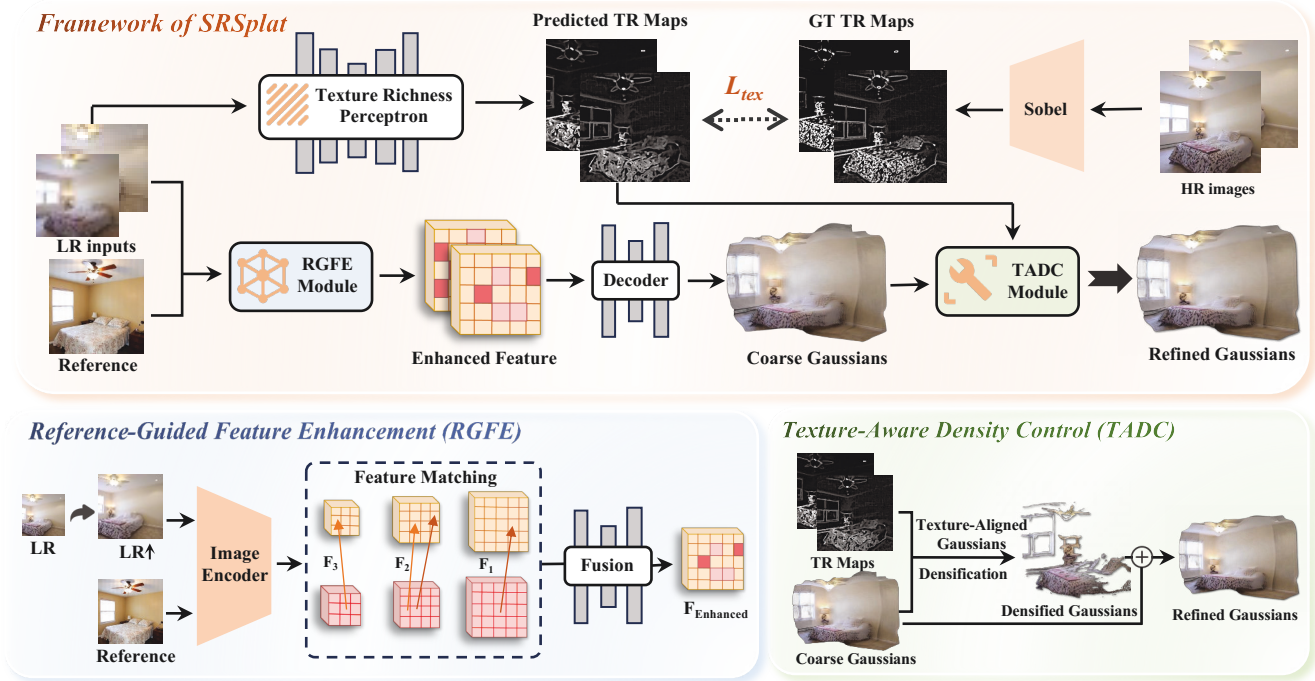 Framework of SRSplat
Predicted TR Maps
GT TR Maps
Texture Richness
Perceptron
L_tex
Sobel
HR images
LR inputs
RGFE
Module
Decoder
TADC
Module
Reference
Enhanced Feature
Coarse Gaussians
Refined Gaussians
Reference-Guided Feature Enhancement (RGFE)
Feature Matching
LR
LR↑
Image
Encoder
F3
F2
F1
Fusion
F_Enhanced
Reference
Texture-Aware Density Control (TADC)
TR Maps
Texture-Aligned
Gaussians
Densification
Densified Gaussians
Refined Gaussians
Coarse Gaussians